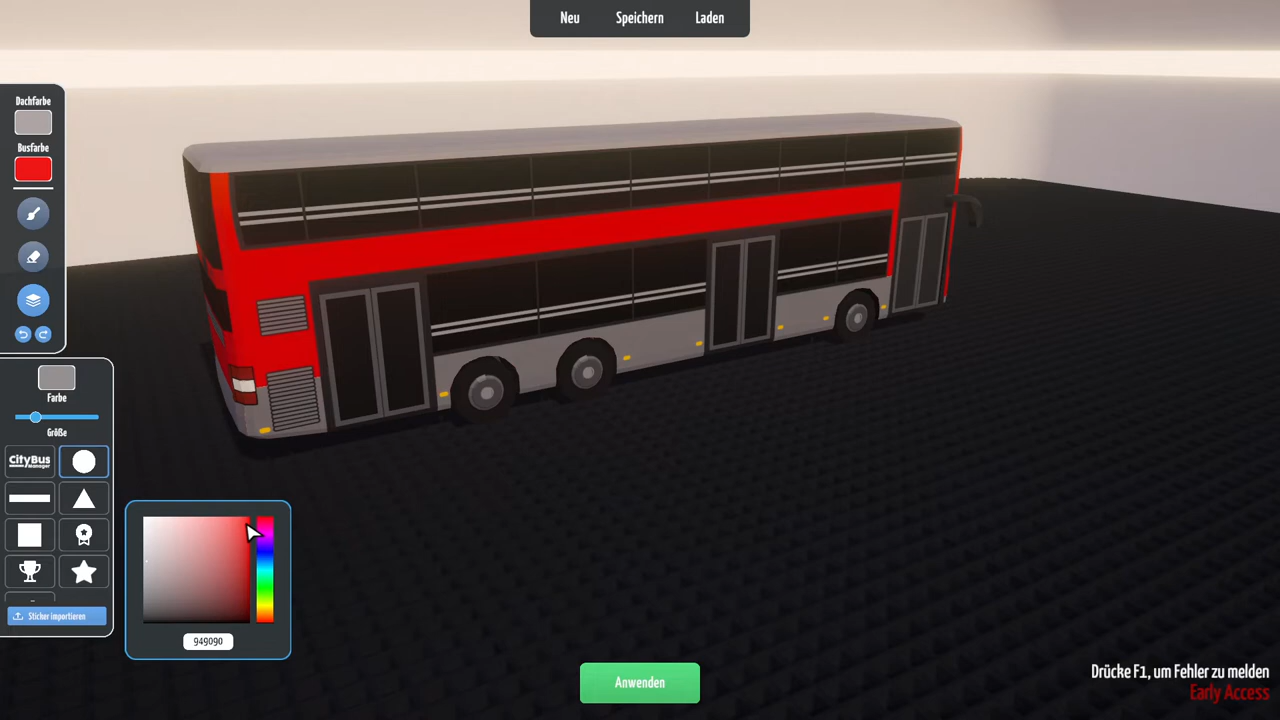 Neu Speichern Laden
Dachfarbe
Busfarbe
Farbe
Größe
CityBus
Manager
Sticker importieren
949090
Anwenden
Drücke F1, um Fehler zu melden
Early Access